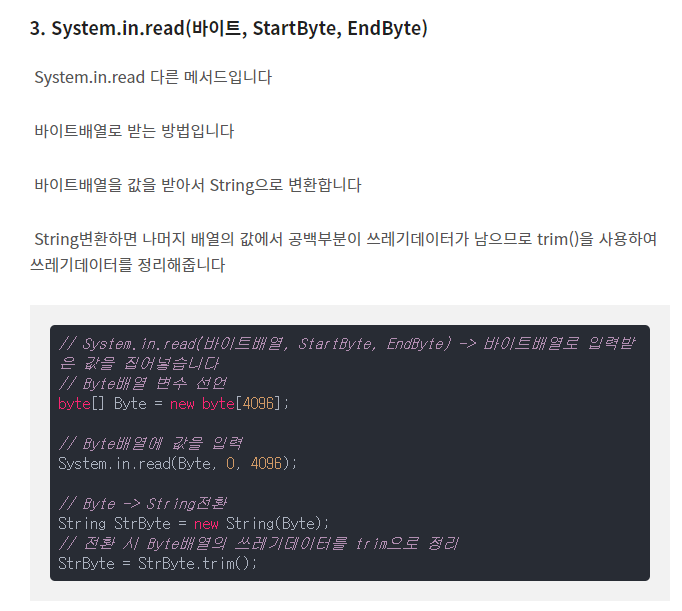 3. System.in.read(바이트, StartByte, EndByte)
System.in.read 다른 메서드입니다
바이트배열로 받는 방법입니다
바이트배열을 값을 받아서 String으로 변환합니다
String변환하면 나머지 배열의 값에서 공백부분이 쓰레기데이터가 남으므로 trim()을 사용하여
쓰레기데이터를 정리해줍니다
// System.in.read(바이트배열, StartByte, EndByte) -> 바이트배열로 입력받
은 값을 집어넣습니다
// Byte배열 변수 선언
byte[] Byte = new byte[4096];
// Byte배열에 값을 입력
System.in.read(Byte, 0, 4096);
// Byte -> String전환
String StrByte = new String(Byte);
// 전환 시 Byte배열의 쓰레기데이터를 trim으로 정리
StrByte = StrByte.trim();